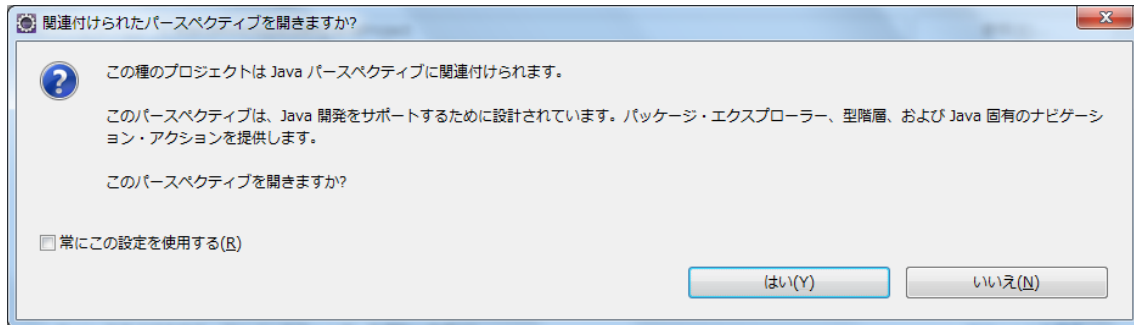 関連付けられたパースペクティブを開きますか?
この種のプロジェクトは Java パースペクティブに関連付けられます。
このパースペクティブは、Java 開発をサポートするために設計されています。パッケージ・エクスプローラー、型階層、および Java 固有のナビゲーシ
ョン・アクションを提供します。
このパースペクティブを開きますか?
常にこの設定を使用する(R)
はい(Y)
いいえ(N)